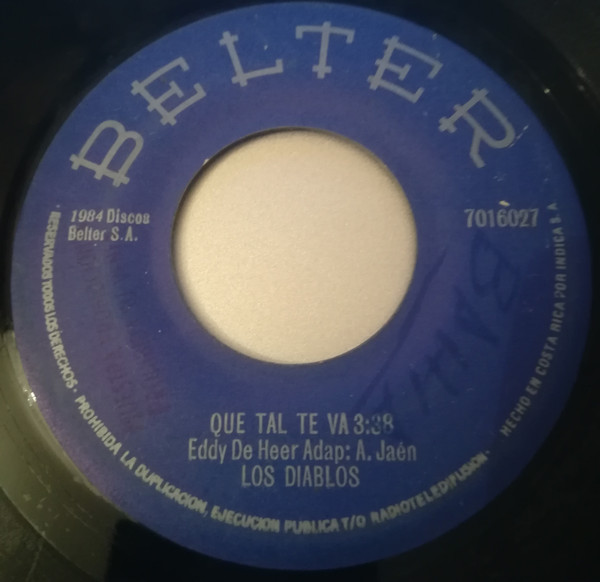 BELTER
1984 Discos
Belter S.A.
7016027
QUE TAL TE VA 3:38
Eddy De Heer Adap: A. Jaén
LOS DIABLOS
RESERVADOS TODOS LOS DERECHOS · PROHIBIDA LA DUPLICACION, EJECUCION PUBLICA Y/O RADIOTELEDIFUSION · HECHO EN COSTA RICA POR INDICA S.A.